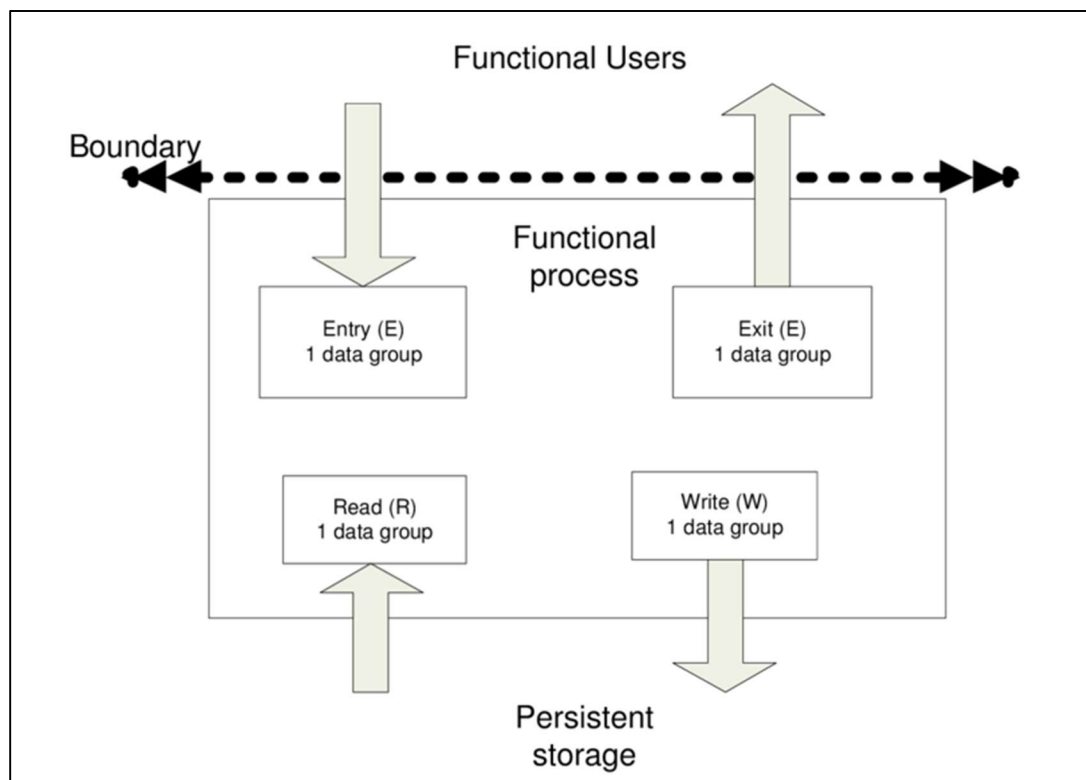 Functional Users
Boundary
Functional
process
Entry (E)
1 data group
Exit (E)
1 data group
Read (R)
1 data group
Write (W)
1 data group
Persistent
storage